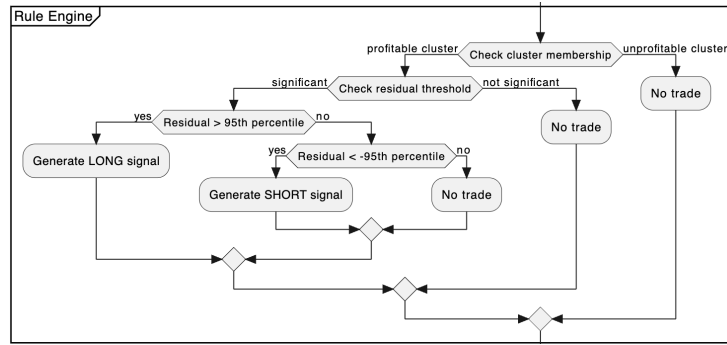 Rule Engine
profitable cluster
Check cluster membership
unprofitable cluster
significant
Check residual threshold
not significant
No trade
yes
Residual > 95th percentile
no
No trade
Generate LONG signal
yes
Residual < -95th percentile
no
Generate SHORT signal
No trade